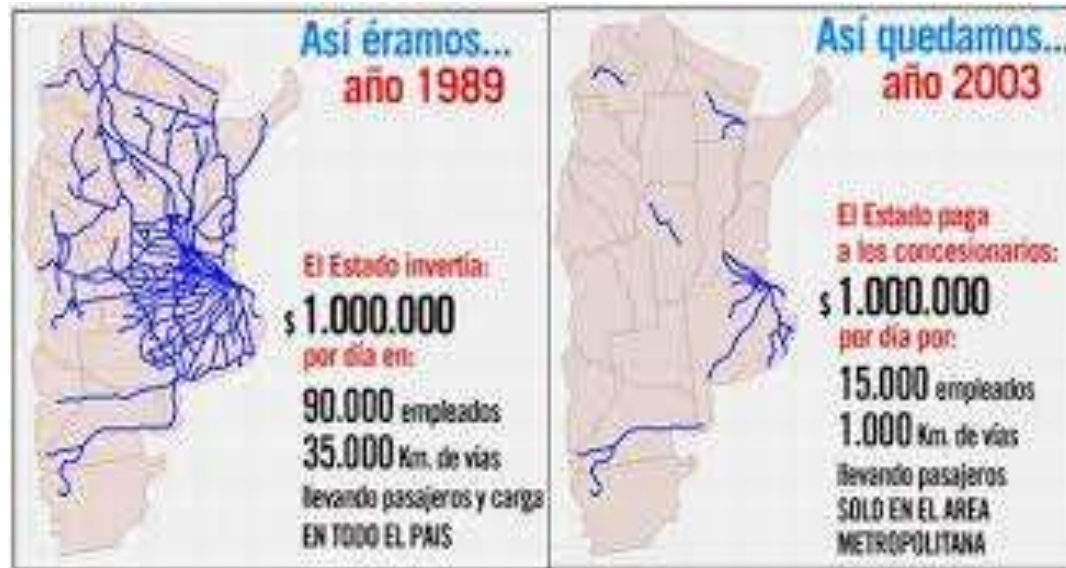 Así éramos...
año 1989
El Estado invertía:
$ 1.000.000
por día en:
90.000 empleados
35.000 Km. de vías
llevando pasajeros y carga
EN TODO EL PAIS
Así quedamos...
año 2003
El Estado paga
a los concesionarios:
$ 1.000.000
por día por:
15.000 empleados
1.000 Km. de vías
llevando pasajeros
SOLO EN EL AREA
METROPOLITANA